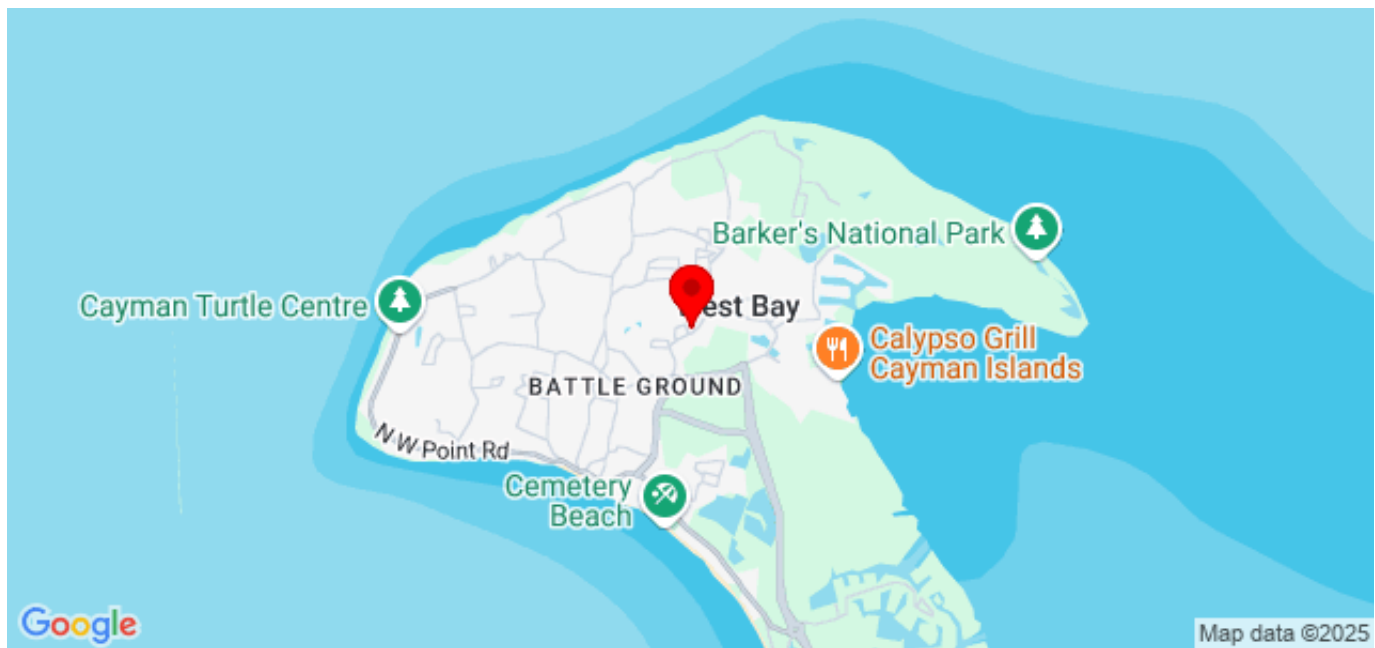 Barker's National Park
Cayman Turtle Centre
est Bay
Calypso Grill
Cayman Islands
BATTLE GROUND
N W Point Rd
Cemetery
Beach
Google
Map data ©2025